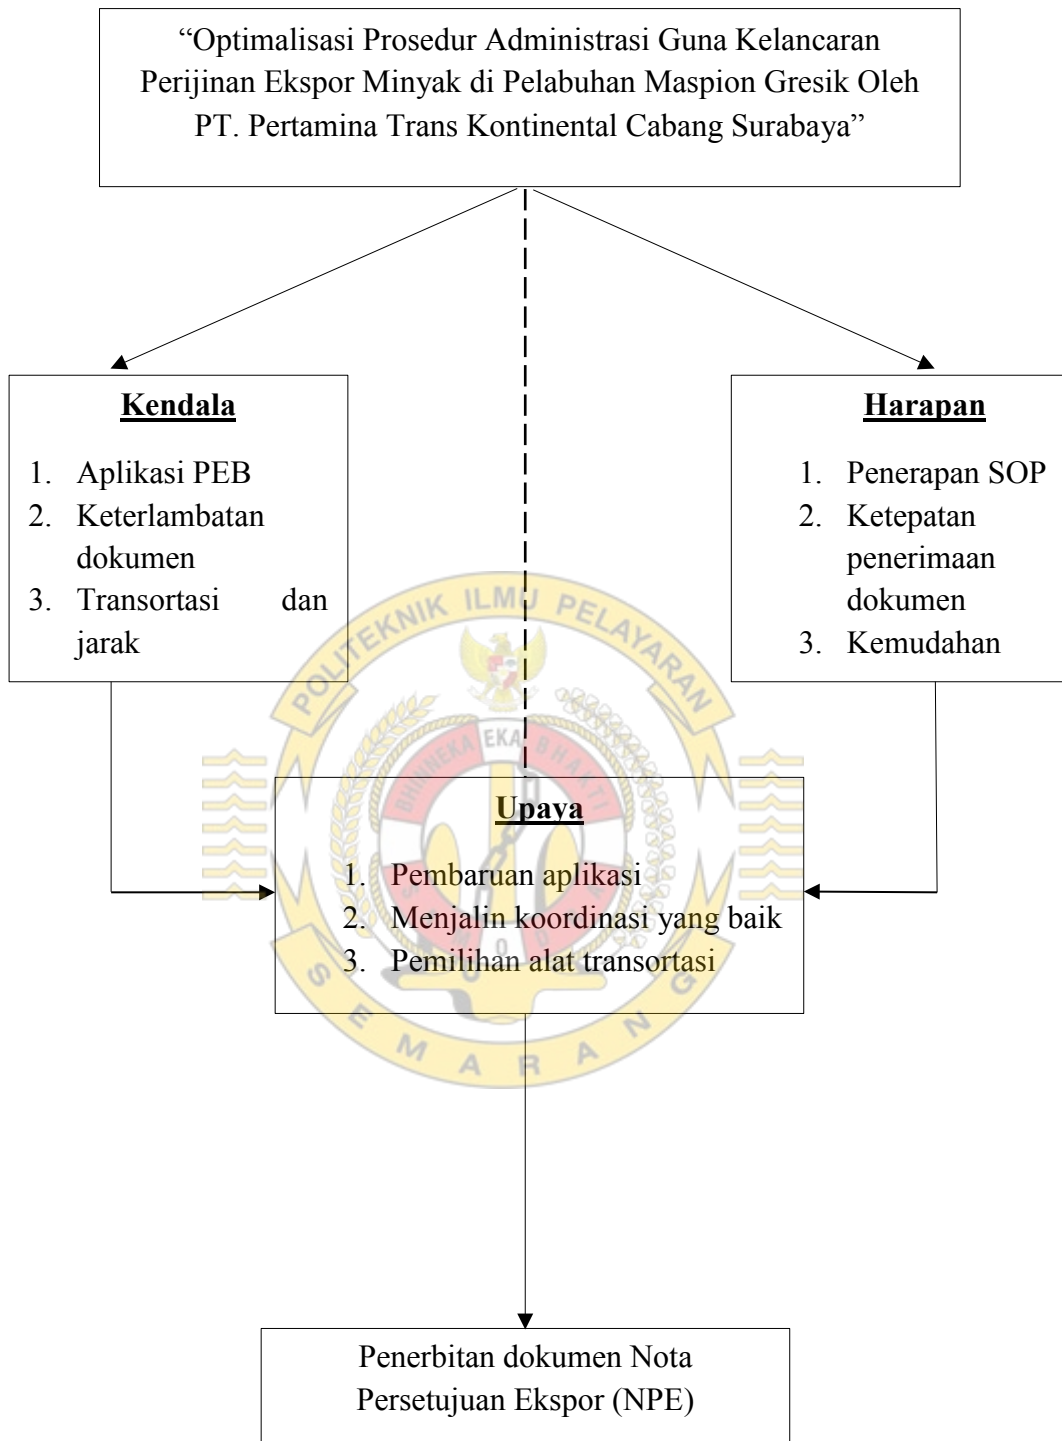 “Optimalisasi Prosedur Administrasi Guna Kelancaran
Perijinan Ekspor Minyak di Pelabuhan Maspion Gresik Oleh
PT. Pertamina Trans Kontinental Cabang Surabaya”
Kendala
1. Aplikasi PEB
2. Keterlambatan
dokumen
3. Transortasi dan
jarak
Harapan
1. Penerapan SOP
2. Ketepatan
penerimaan
dokumen
3. Kemudahan
POLITEKNIK ILMU PELAYARAN
BHINNEKA EKA BHAKTI
Upaya
1. Pembaruan aplikasi
2. Menjalin koordinasi yang baik
3. Pemilihan alat transortasi
SEMARANG
Penerbitan dokumen Nota
Persetujuan Ekspor (NPE)